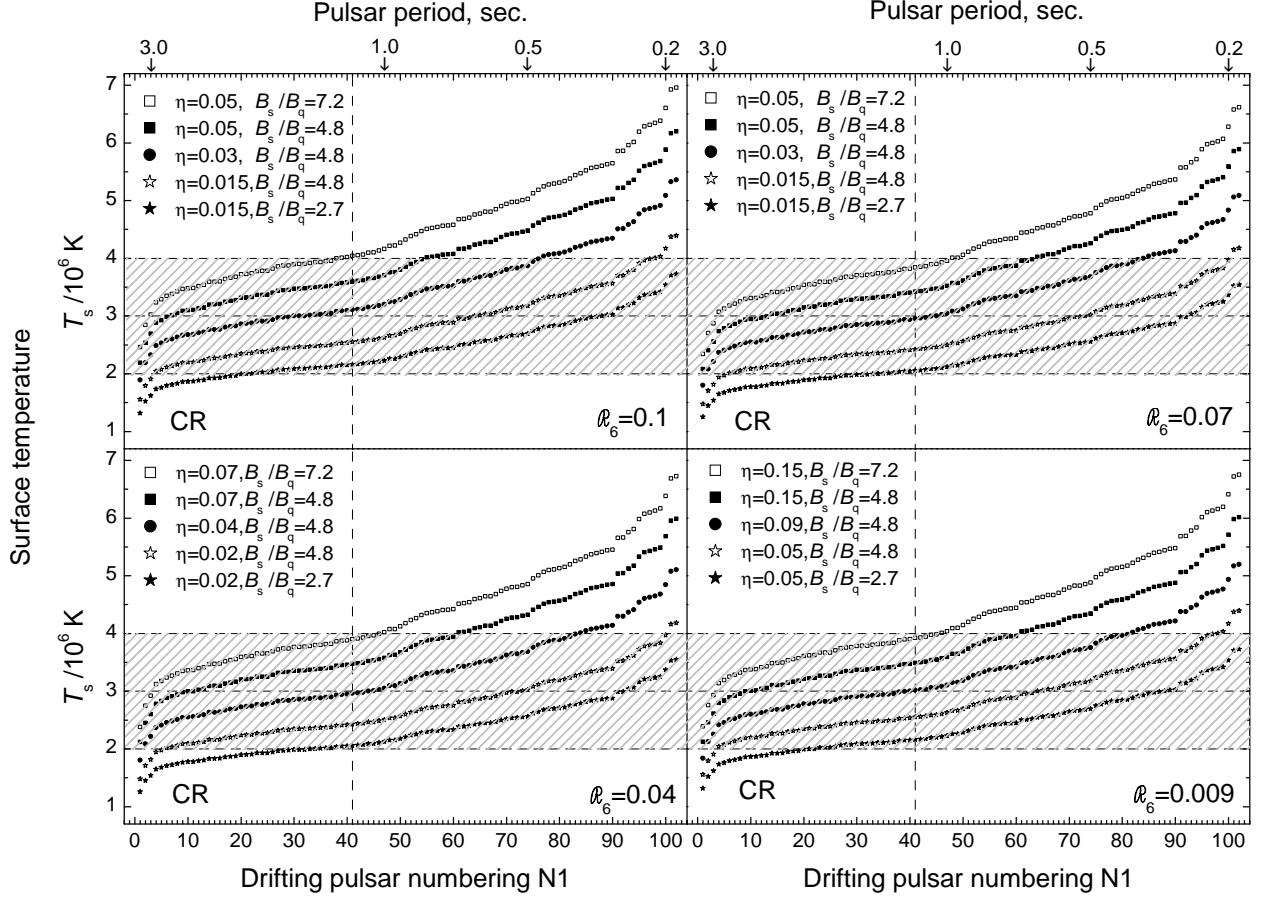 Pulsar period, sec.
Pulsar period, sec.
3.0 1.0 0.5 0.2
3.0 1.0 0.5 0.2
Surface temperature
7
6
5
4
3
2
1
T_s /10^6 K
□ η=0.05, B_s/B_q=7.2
■ η=0.05, B_s/B_q=4.8
● η=0.03, B_s/B_q=4.8
☆ η=0.015,B_s/B_q=4.8
★ η=0.015,B_s/B_q=2.7
CR
ℛ_6=0.1
□ η=0.05, B_s/B_q=7.2
■ η=0.05, B_s/B_q=4.8
● η=0.03, B_s/B_q=4.8
☆ η=0.015,B_s/B_q=4.8
★ η=0.015,B_s/B_q=2.7
CR
ℛ_6=0.07
7
6
5
4
3
2
1
T_s /10^6 K
□ η=0.07,B_s/B_q=7.2
■ η=0.07,B_s/B_q=4.8
● η=0.04,B_s/B_q=4.8
☆ η=0.02,B_s/B_q=4.8
★ η=0.02,B_s/B_q=2.7
CR
ℛ_6=0.04
□ η=0.15,B_s/B_q=7.2
■ η=0.15,B_s/B_q=4.8
● η=0.09,B_s/B_q=4.8
☆ η=0.05,B_s/B_q=4.8
★ η=0.05,B_s/B_q=2.7
CR
ℛ_6=0.009
0 10 20 30 40 50 60 70 80 90 100
0 10 20 30 40 50 60 70 80 90 100
Drifting pulsar numbering N1
Drifting pulsar numbering N1